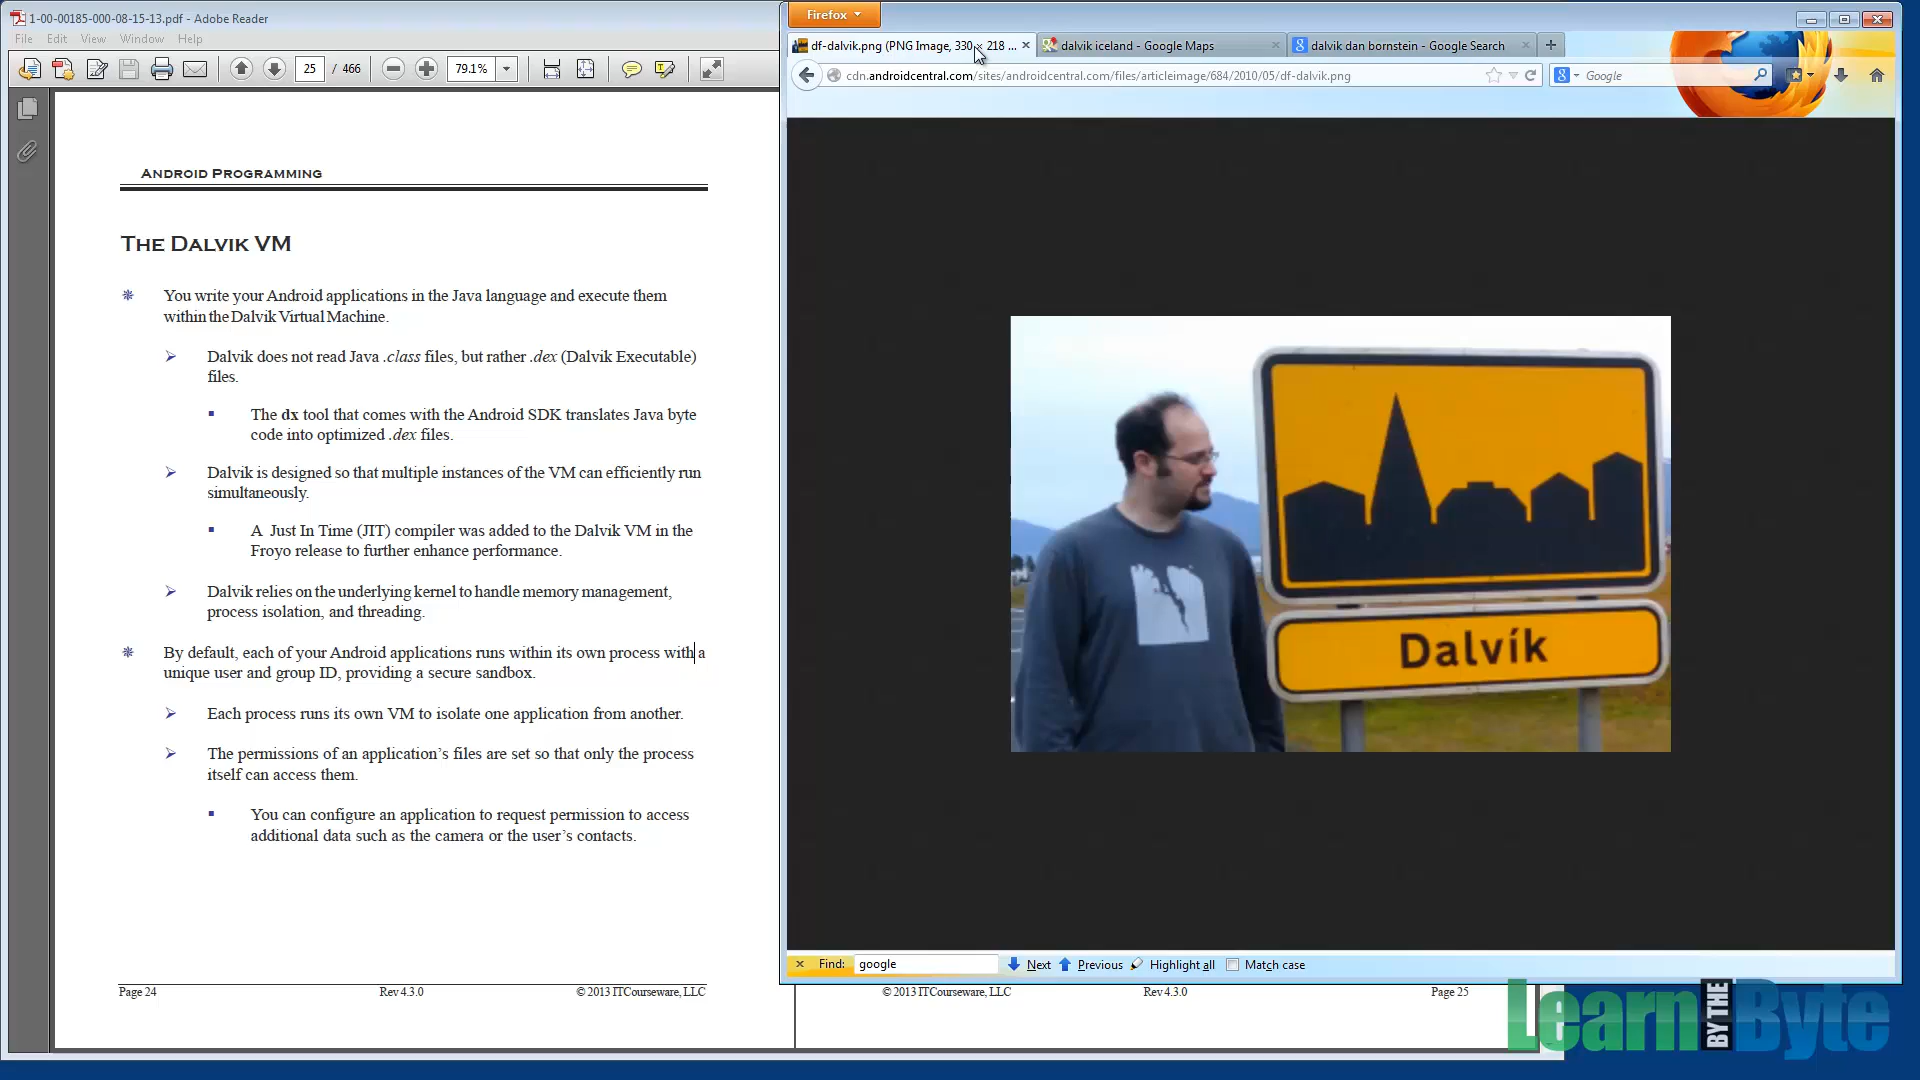 1-00-00185-000-08-15-13.pdf - Adobe Reader
File Edit View Window Help
25 / 466 79.1%
ANDROID PROGRAMMING
THE DALVIK VM
You write your Android applications in the Java language and execute them
within the Dalvik Virtual Machine.
Dalvik does not read Java .class files, but rather .dex (Dalvik Executable)
files.
The dx tool that comes with the Android SDK translates Java byte
code into optimized .dex files.
Dalvik is designed so that multiple instances of the VM can efficiently run
simultaneously.
A Just In Time (JIT) compiler was added to the Dalvik VM in the
Froyo release to further enhance performance.
Dalvik relies on the underlying kernel to handle memory management,
process isolation, and threading.
By default, each of your Android applications runs within its own process with a
unique user and group ID, providing a secure sandbox.
Each process runs its own VM to isolate one application from another.
The permissions of an application's files are set so that only the process
itself can access them.
You can configure an application to request permission to access
additional data such as the camera or the user's contacts.
Page 24 Rev 4.3.0 © 2013 ITCourseware, LLC
Firefox
df-dalvik.png (PNG Image, 330 × 218 ... dalvik iceland - Google Maps dalvik dan bornstein - Google Search
cdn.androidcentral.com/sites/androidcentral.com/files/articleimage/684/2010/05/df-dalvik.png Google
Dalvík
Find: google Next Previous Highlight all Match case
© 2013 ITCourseware, LLC Rev 4.3.0 Page 25
Learn BY THE Byte